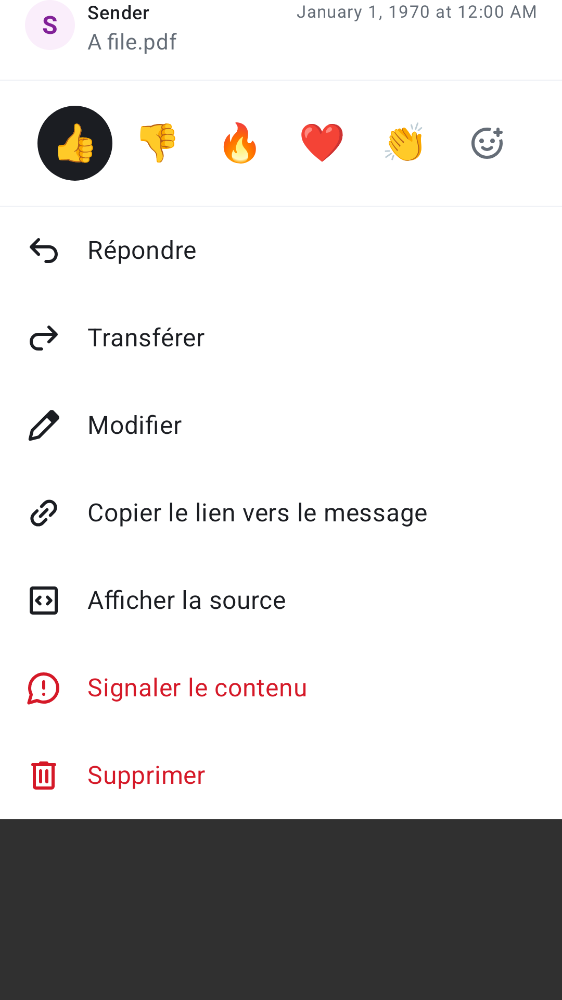 S
Sender
January 1, 1970 at 12:00 AM
A file.pdf
Répondre
Transférer
Modifier
Copier le lien vers le message
Afficher la source
Signaler le contenu
Supprimer